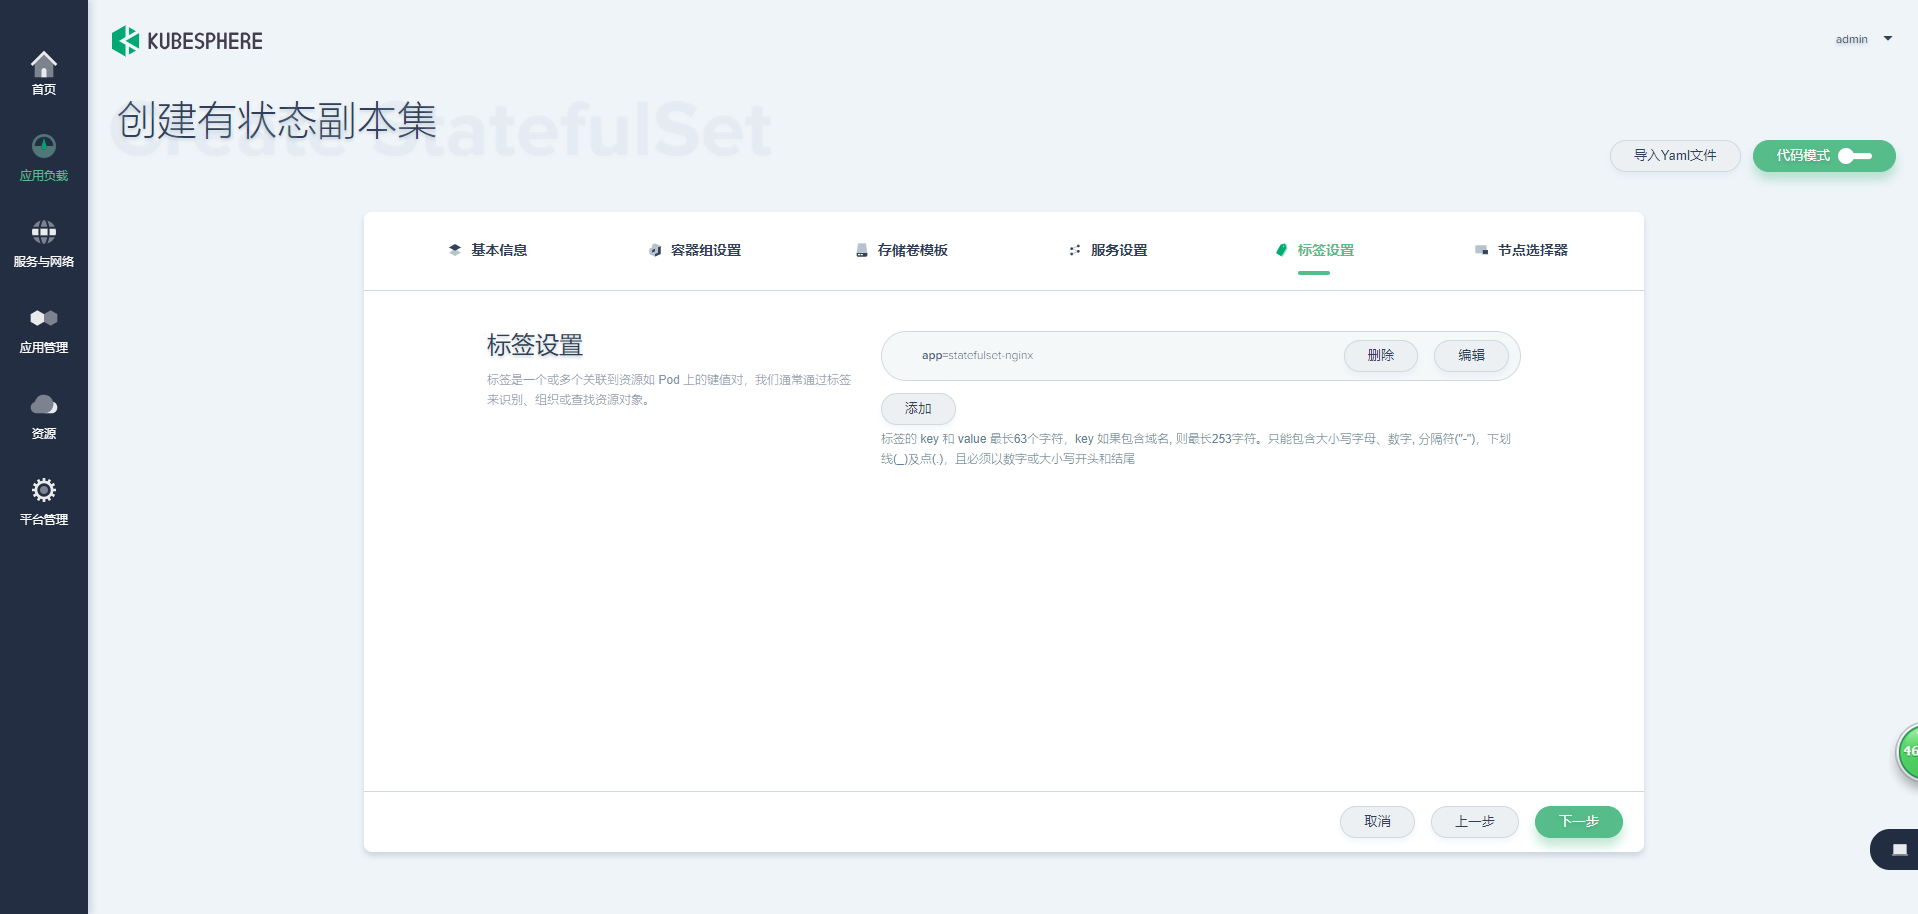 KUBESPHERE
admin
首页
应用负载
服务与网络
应用管理
资源
平台管理
Create StatefulSet
创建有状态副本集
导入Yaml文件
代码模式
基本信息
容器组设置
存储卷模板
服务设置
标签设置
节点选择器
标签设置
标签是一个或多个关联到资源如 Pod 上的键值对，我们通常通过标签
来识别、组织或查找资源对象。
app=statefulset-nginx
删除
编辑
添加
标签的 key 和 value 最长63个字符，key 如果包含域名, 则最长253字符。只能包含大小写字母、数字, 分隔符("-")，下划
线(_)及点(.)，且必须以数字或大小写开头和结尾
取消
上一步
下一步
46